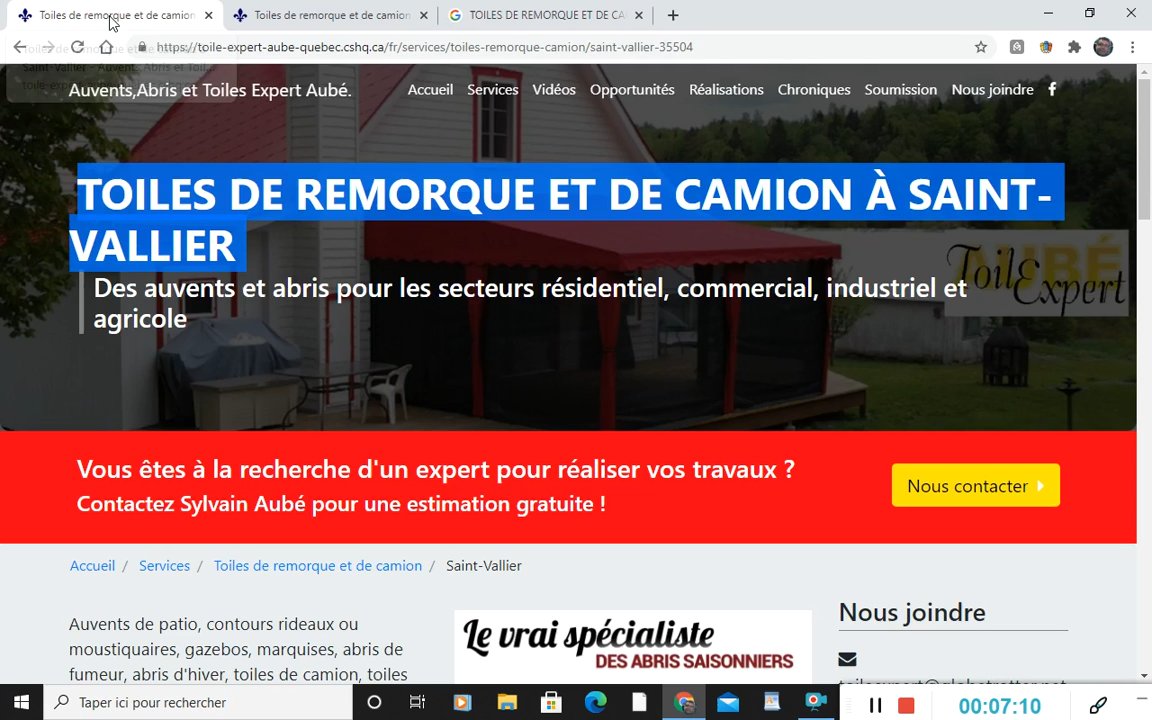 Toiles de remorque et de camion
Toiles de remorque et de camion
TOILES DE REMORQUE ET DE CA
https://toile-expert-aube-quebec.cshq.ca/fr/services/toiles-remorque-camion/saint-vallier-35504
Auvents,Abris et Toiles Expert Aubé.
Accueil
Services
Vidéos
Opportunités
Réalisations
Chroniques
Soumission
Nous joindre
TOILES DE REMORQUE ET DE CAMION À SAINT-
VALLIER
Des auvents et abris pour les secteurs résidentiel, commercial, industriel et
agricole
AUBÉ
ToilExpert
Vous êtes à la recherche d'un expert pour réaliser vos travaux ?
Contactez Sylvain Aubé pour une estimation gratuite !
Nous contacter
Accueil / Services / Toiles de remorque et de camion / Saint-Vallier
Auvents de patio, contours rideaux ou
moustiquaires, gazebos, marquises, abris de
fumeur, abris d'hiver, toiles de camion, toiles
Le vrai spécialiste
DES ABRIS SAISONNIERS
Nous joindre
toilexpert@globetrotter.net
Taper ici pour rechercher
00:07:10